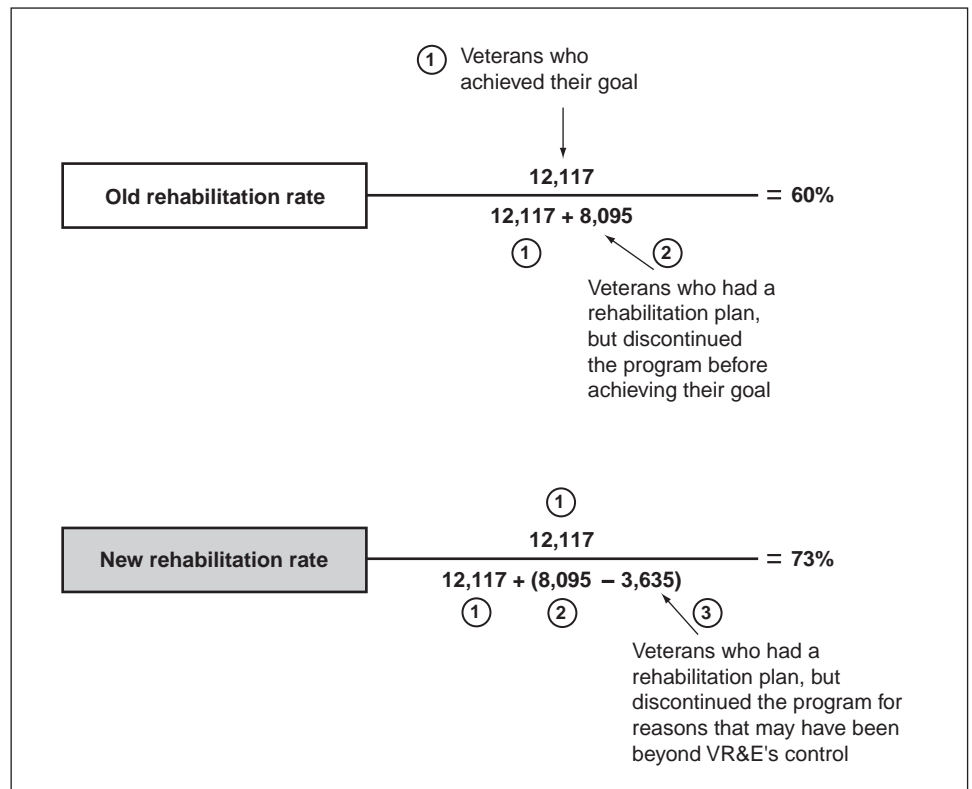 ① Veterans who
achieved their goal
Old rehabilitation rate
12,117
12,117 + 8,095
= 60%
① ②
Veterans who had a
rehabilitation plan,
but discontinued
the program before
achieving their goal
①
New rehabilitation rate
12,117
12,117 + (8,095 – 3,635)
= 73%
① ② ③
Veterans who had a
rehabilitation plan, but
discontinued the program for
reasons that may have been
beyond VR&E's control